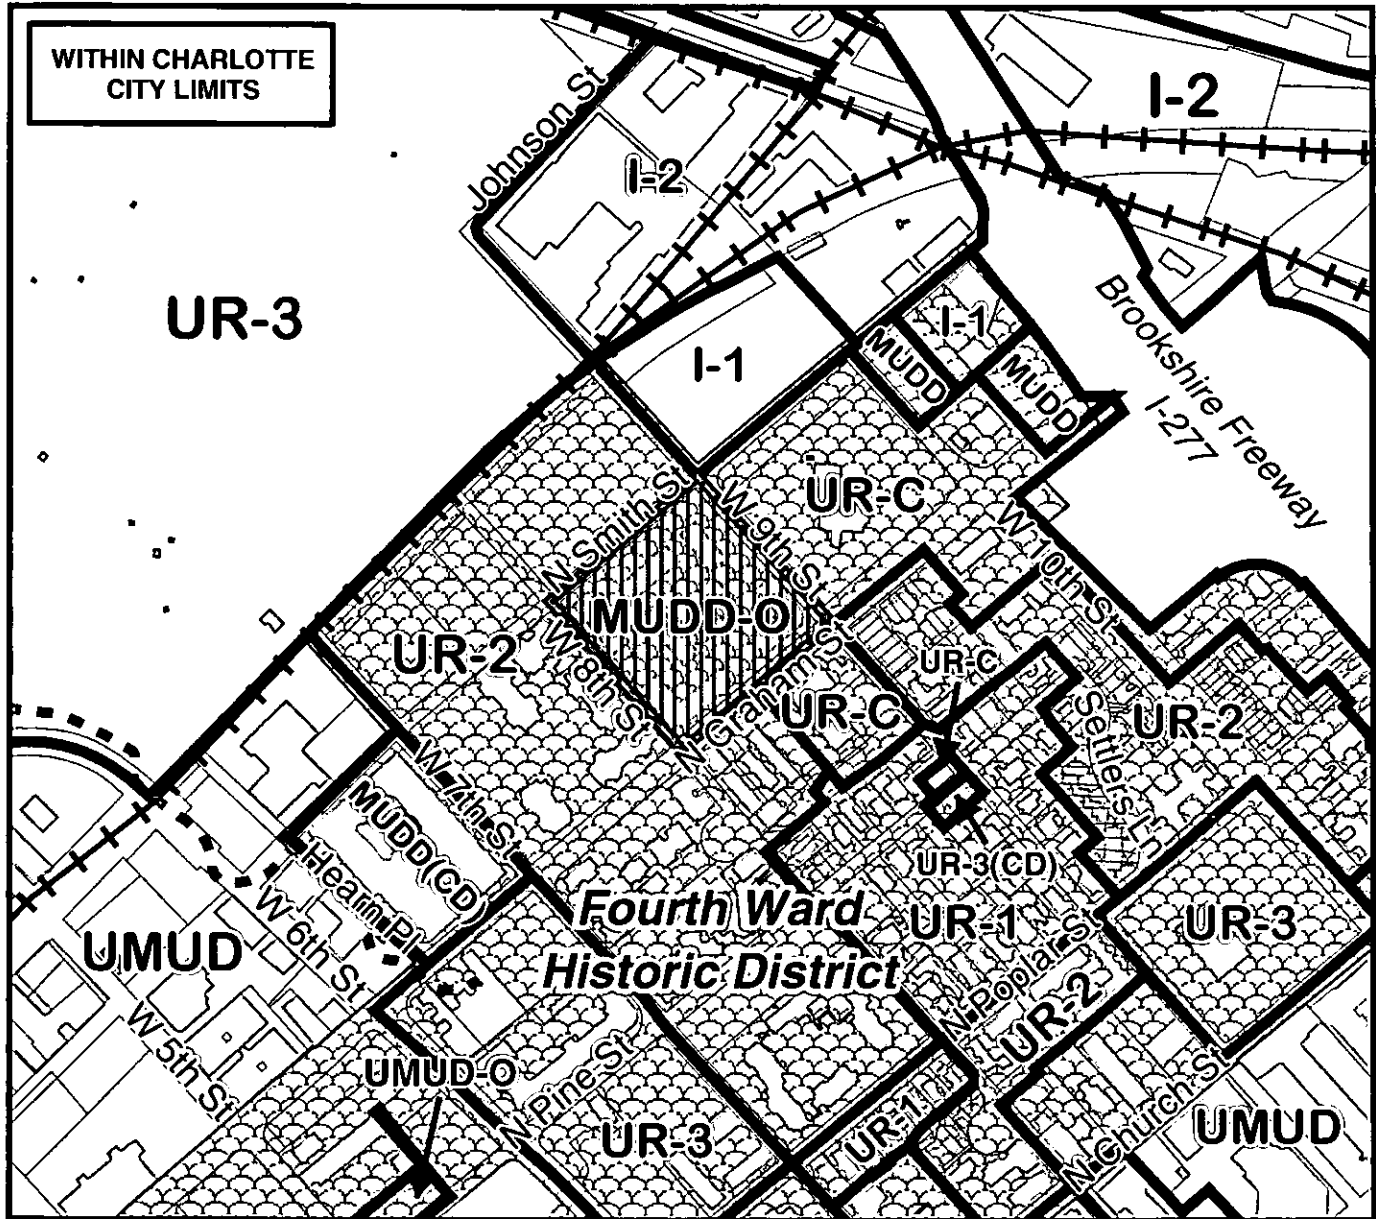 WITHIN CHARLOTTE
CITY LIMITS
I-2
Johnson St
I-2
UR-3
Brookshire Freeway
I-277
I-1
MUDD
I-1
MUDD
UR-C
N Smith St
W 9th St
W 10th St
MUDD-O
UR-2
W 8th St
N Graham St
UR-C
UR-C
Settlers Ln
UR-2
W 7th St
MUDD(CD)
Hearn Pl
UR-3(CD)
Fourth Ward
Historic District
UR-1
UR-3
UMUD
W 6th St
N Poplar St
UR-2
W 5th St
UMUD-O
N Pine St
UR-3
UR-1
N Church St
UMUD